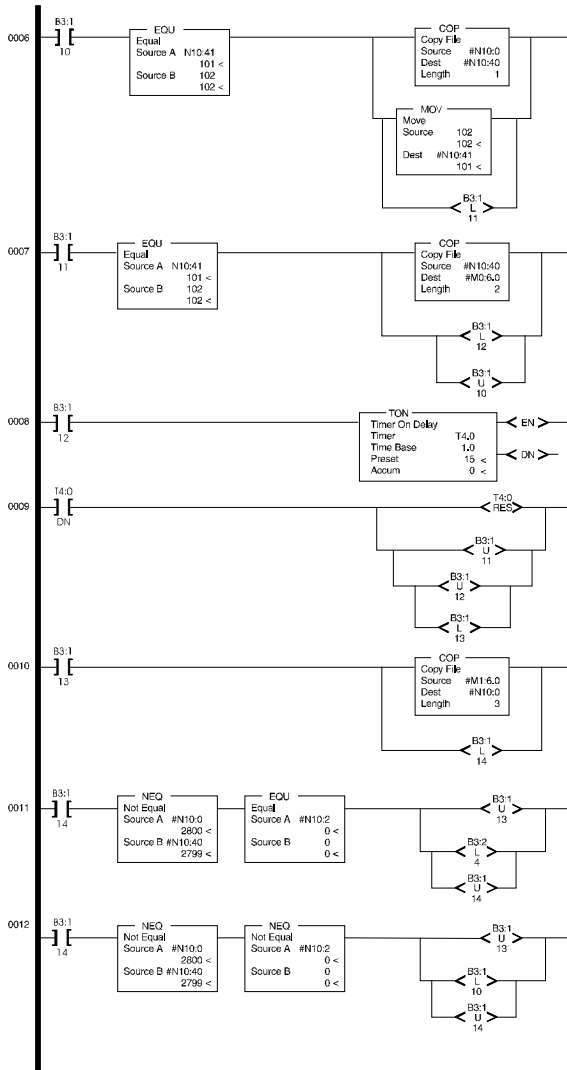 0006
B3:1
10
EQU
Equal
Source A N10:41
101 <
Source B 102
102 <
COP
Copy File
Source #N10:0
Dest #N10:40
Length 1
MOV
Move
Source 102
102 <
Dest #N10:41
101 <
B3:1
L
11
0007
B3:1
11
EQU
Equal
Source A N10:41
101 <
Source B 102
102 <
COP
Copy File
Source #N10:40
Dest #M0:6.0
Length 2
B3:1
L
12
B3:1
U
10
0008
B3:1
12
TON
Timer On Delay
Timer T4:0
Time Base 1.0
Preset 15 <
Accum 0 <
EN
DN
0009
T4:0
DN
T4:0
RES
B3:1
U
11
B3:1
U
12
B3:1
L
13
0010
B3:1
13
COP
Copy File
Source #M1:6.0
Dest #N10:0
Length 3
B3:1
L
14
0011
B3:1
14
NEQ
Not Equal
Source A #N10:0
2800 <
Source B #N10:40
2799 <
EQU
Equal
Source A #N10:2
0 <
Source B 0
0 <
B3:1
U
13
B3:2
L
4
B3:1
U
14
0012
B3:1
14
NEQ
Not Equal
Source A #N10:0
2800 <
Source B #N10:40
2799 <
NEQ
Not Equal
Source A #N10:2
0 <
Source B 0
0 <
B3:1
U
13
B3:1
L
10
B3:1
U
14